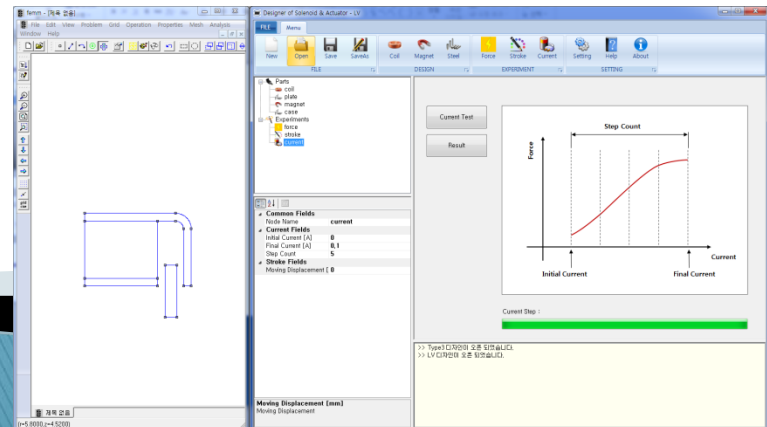 femm - [제목 없음]
File Edit View Problem Grid Operation Properties Mesh Analysis
Window Help
제목 없음
(r=5.8000,z=4.5200)
Designer of Solenoid & Actuator - LV
FILE Menu
New Open Save SaveAs Coil Magnet Steel Force Stroke Current Setting Help About
FILE DESIGN EXPERIMENT SETTING
Parts
coil
plate
magnet
case
Experiments
force
stroke
current
Common Fields
Node Name current
Current Fields
Initial Current [A] 0
Final Current [A] 0,1
Step Count 5
Stroke Fields
Moving Displacement [ 0
Moving Displacement [mm]
Moving Displacement
Current Test
Result
Step Count
Force
Current
Initial Current Final Current
Current Step :
>> Type3 디자인이 오픈 되었습니다.
>> LV 디자인이 오픈 되었습니다.